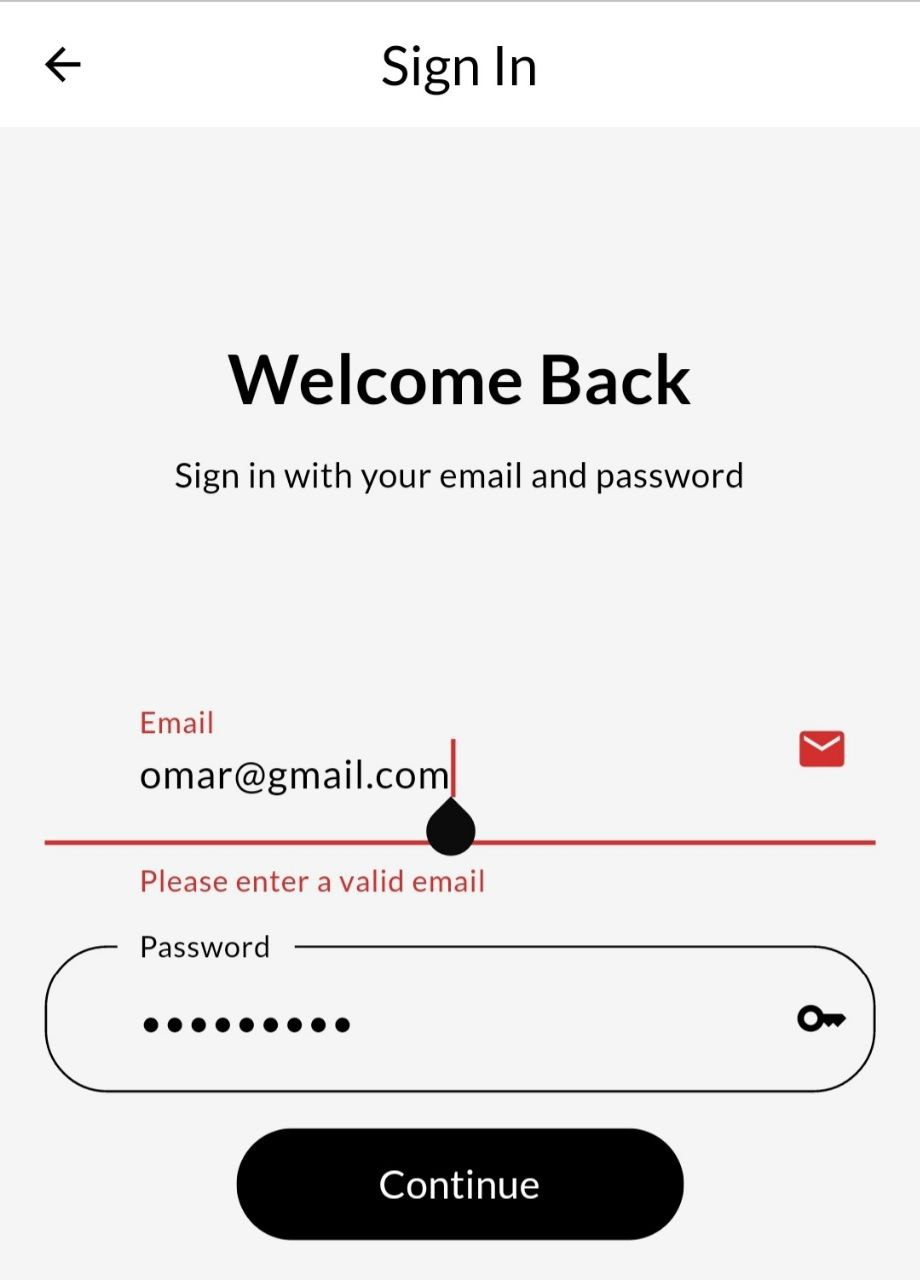 Sign In
Welcome Back
Sign in with your email and password
Email
omar@gmail.com
Please enter a valid email
Password
•••••••••
Continue